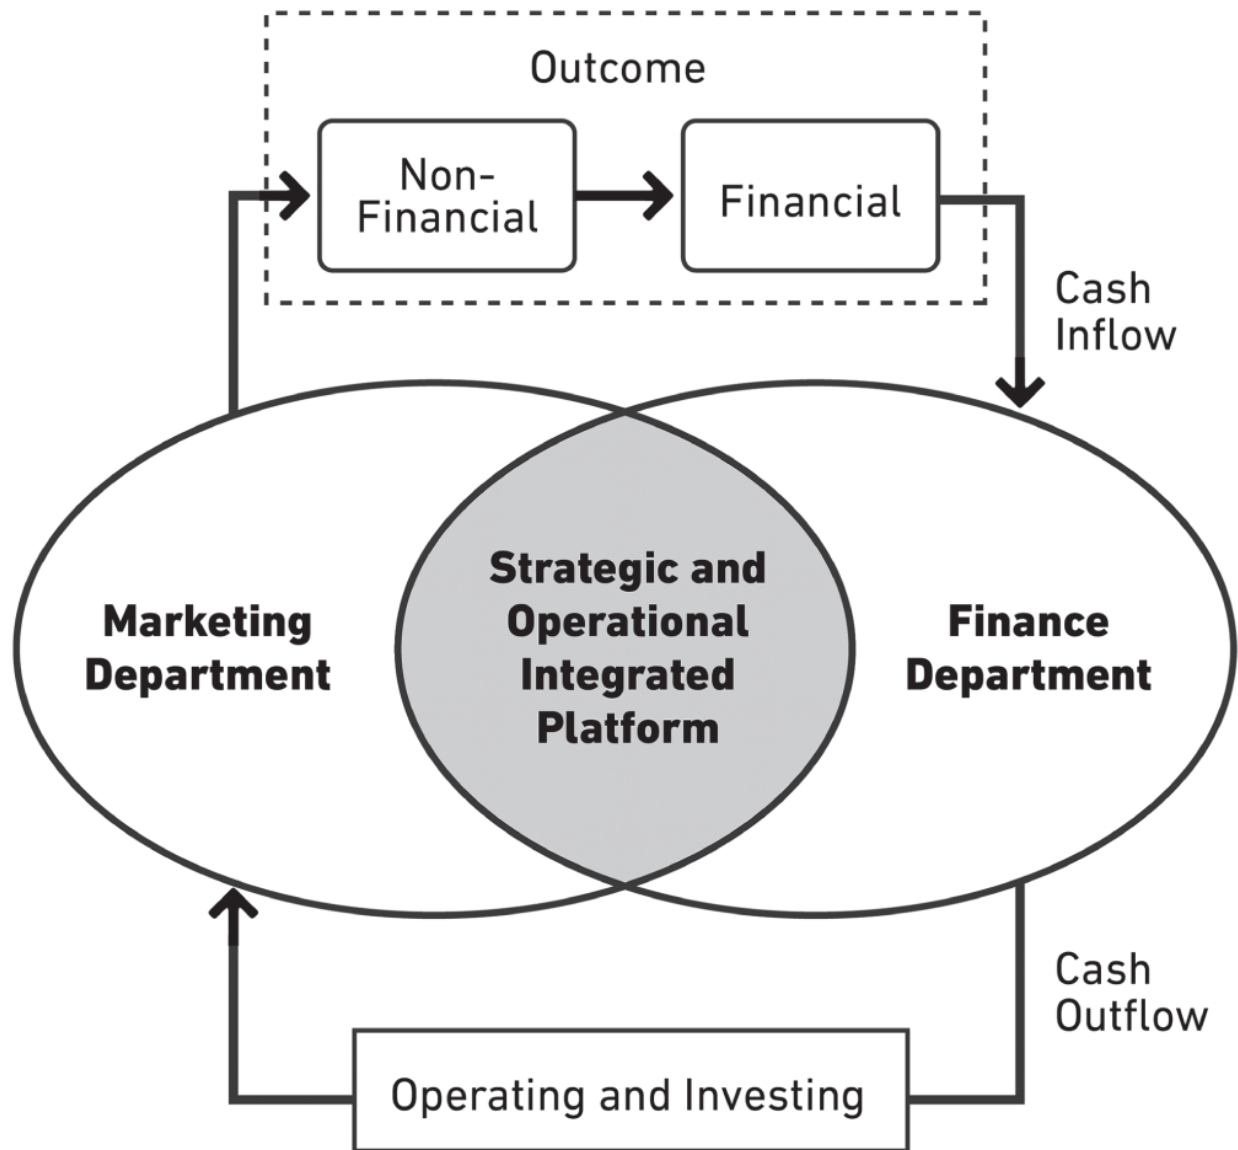 Outcome
Non-
Financial
Financial
Cash
Inflow
Marketing
Department
Strategic and
Operational
Integrated
Platform
Finance
Department
Cash
Outflow
Operating and Investing